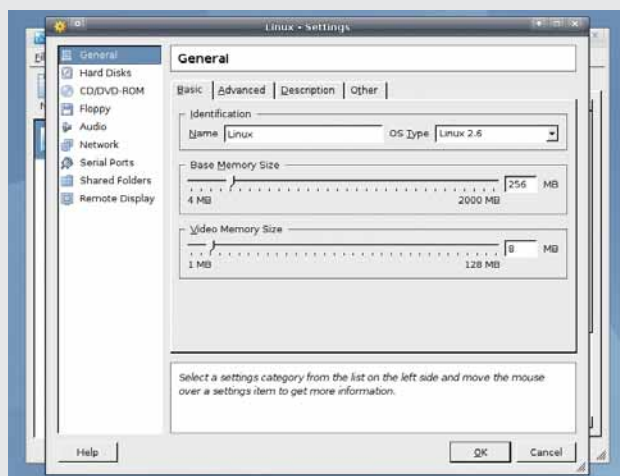 Linux - Settings
General
Hard Disks
CD/DVD-ROM
Floppy
Audio
Network
Serial Ports
Shared Folders
Remote Display
General
Basic
Advanced
Description
Other
Identification
Name Linux OS Type Linux 2.6
Base Memory Size
256 MB
4 MB 2000 MB
Video Memory Size
8 MB
1 MB 128 MB
Select a settings category from the list on the left side and move the mouse
over a settings item to get more information.
Help OK Cancel